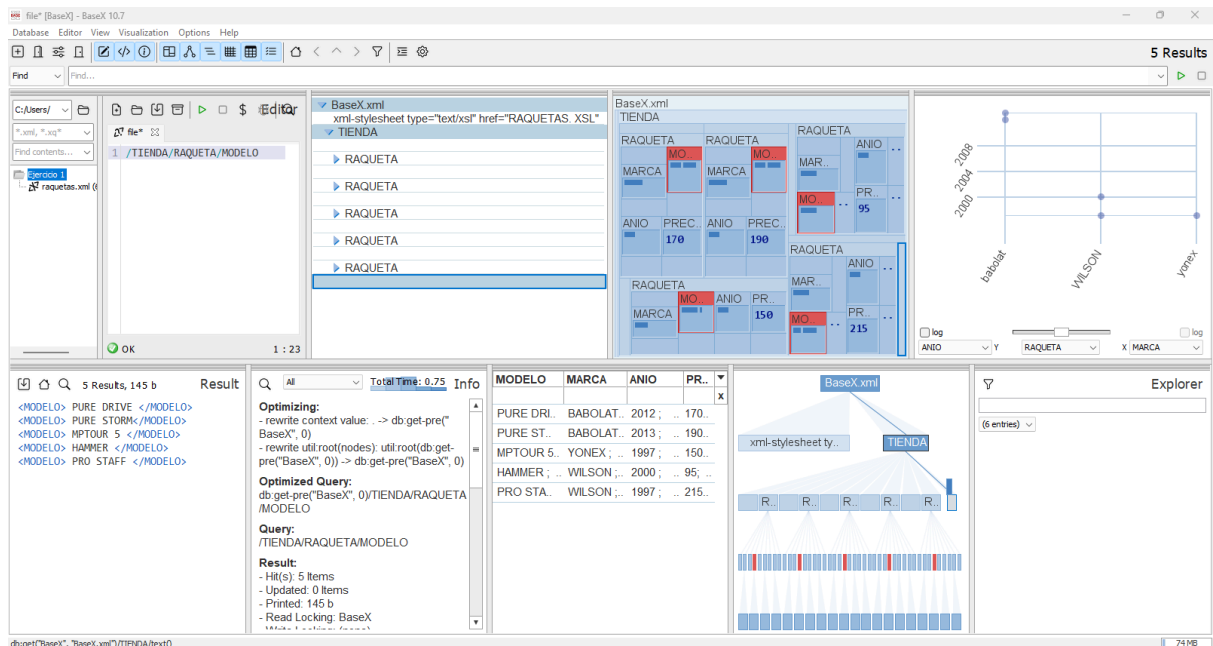 file* [BaseX] - BaseX 10.7
Database Editor View Visualization Options Help
5 Results
Find Find...
C:/Users/
*.xml, *.xq*
Find contents...
Ejercicio 1
raquetas.xml (6
Editor
file*
1 /TIENDA/RAQUETA/MODELO
OK 1 : 23
BaseX.xml
xml-stylesheet type="text/xsl" href="RAQUETAS. XSL"
TIENDA
RAQUETA
RAQUETA
RAQUETA
RAQUETA
RAQUETA
BaseX.xml
TIENDA
RAQUETA RAQUETA RAQUETA
MO.. MO.. ANIO ..
MARCA MARCA MAR..
MO.. .. PR.. ..
95
ANIO PREC.. ANIO PREC..
170 190
RAQUETA
ANIO ..
MAR..
RAQUETA
MO.. ANIO PR..
MARCA 150
MO.. .. PR..
215
2008
2004
2000
babolat WILSON yonex
log log
ANIO Y RAQUETA X MARCA
5 Results, 145 b Result
<MODELO> PURE DRIVE </MODELO>
<MODELO> PURE STORM</MODELO>
<MODELO> MPTOUR 5 </MODELO>
<MODELO> HAMMER </MODELO>
<MODELO> PRO STAFF </MODELO>
All Total Time: 0.75 Info
Optimizing:
- rewrite context value: . -> db:get-pre("
BaseX", 0)
- rewrite util:root(nodes): util:root(db:get-
pre("BaseX", 0)) -> db:get-pre("BaseX", 0)
Optimized Query:
db:get-pre("BaseX", 0)/TIENDA/RAQUETA
/MODELO
Query:
/TIENDA/RAQUETA/MODELO
Result:
- Hit(s): 5 Items
- Updated: 0 Items
- Printed: 145 b
- Read Locking: BaseX
- Write Locking: (none)
MODELO MARCA ANIO PR..
x
PURE DRI.. BABOLAT.. 2012 ; .. 170..
PURE ST.. BABOLAT.. 2013 ; .. 190..
MPTOUR 5.. YONEX ; .. 1997 ; .. 150..
HAMMER ; .. WILSON ;.. 2000 ; .. 95; ..
PRO STA.. WILSON ;.. 1997 ; .. 215..
BaseX.xml
xml-stylesheet ty.. TIENDA
R.. R.. R.. R.. R..
Explorer
(6 entries)
db:get("BaseX", "BaseX.xml")/TIENDA/text()
74 MB